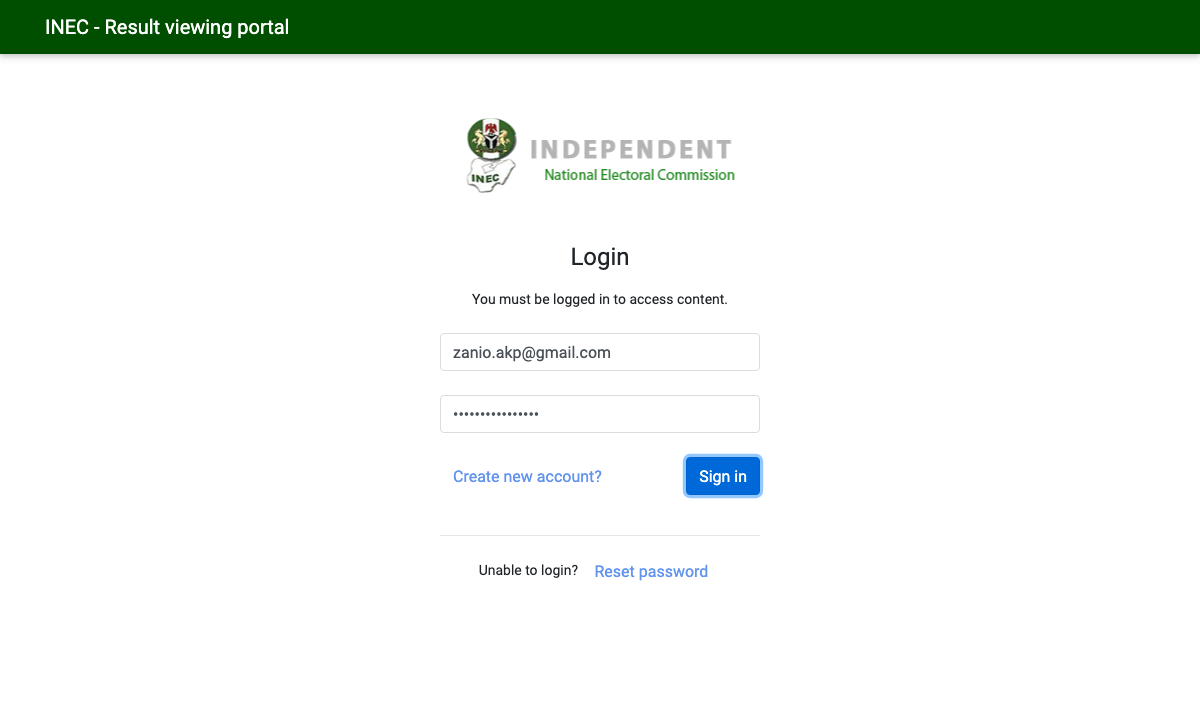 INEC - Result viewing portal
INDEPENDENT
National Electoral Commission
INEC
Login
You must be logged in to access content.
zanio.akp@gmail.com
••••••••••••••••
Create new account?
Sign in
Unable to login?
Reset password